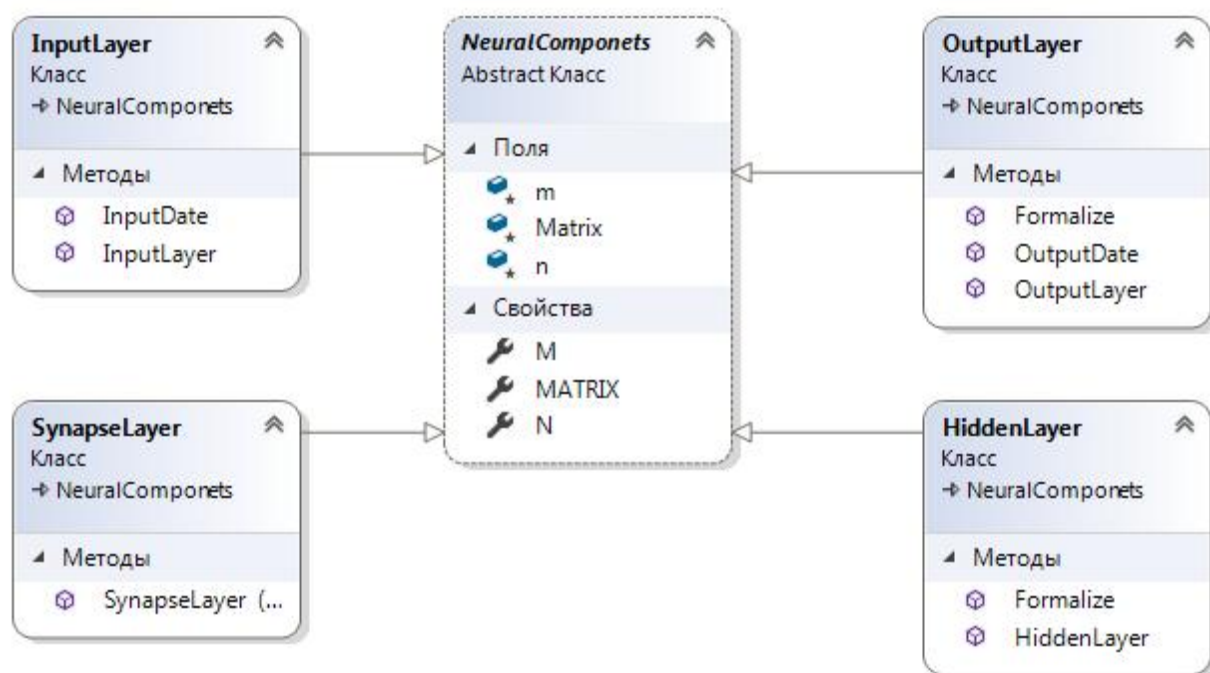 InputLayer
Класс
NeuralComponets
Методы
InputDate
InputLayer
NeuralComponets
Abstract Класс
Поля
m
Matrix
n
Свойства
M
MATRIX
N
OutputLayer
Класс
NeuralComponets
Методы
Formalize
OutputDate
OutputLayer
SynapseLayer
Класс
NeuralComponets
Методы
SynapseLayer (...
HiddenLayer
Класс
NeuralComponets
Методы
Formalize
HiddenLayer